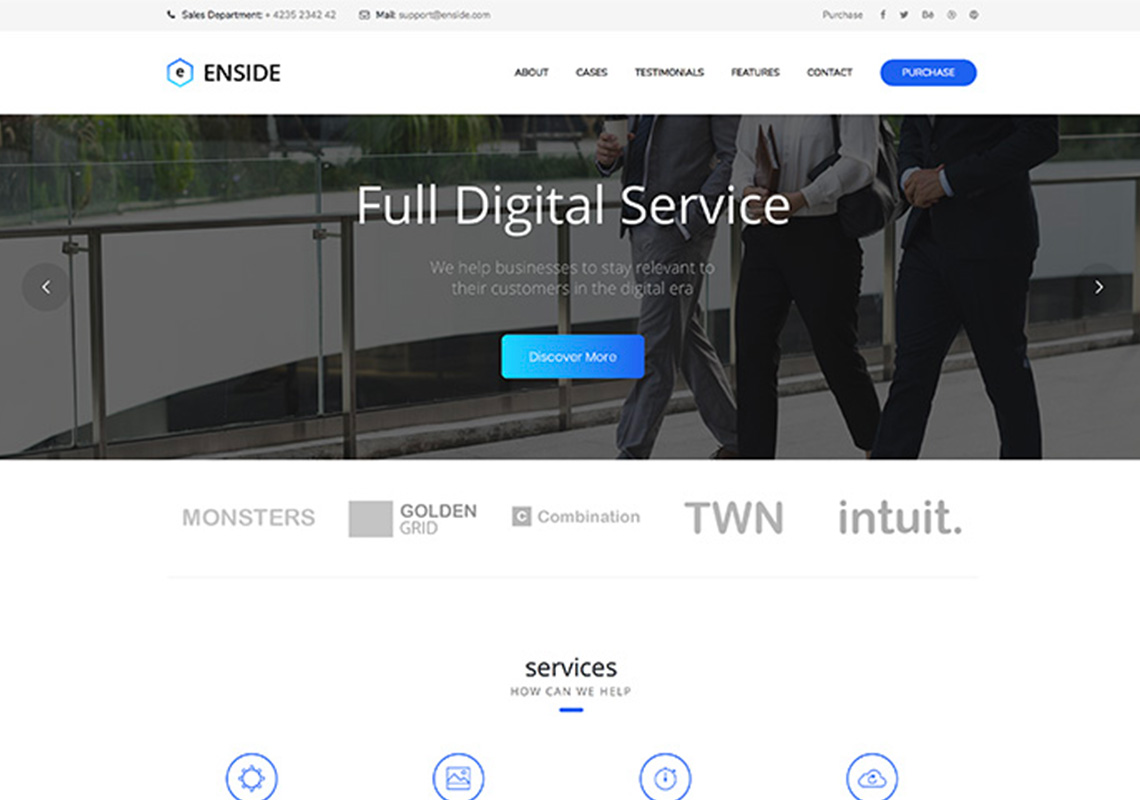 Sales Department: + 4235 2342 42 Mail: support@enside.com Purchase
e ENSIDE ABOUT CASES TESTIMONIALS FEATURES CONTACT PURCHASE
Full Digital Service
We help businesses to stay relevant to
their customers in the digital era
Discover More
MONSTERS
GOLDEN
GRID
C Combination
TWN
intuit.
services
HOW CAN WE HELP